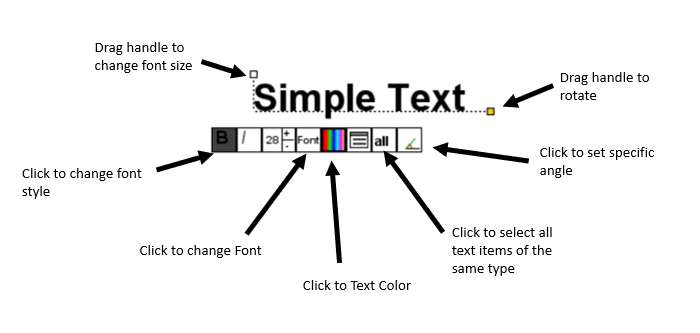 Drag handle to
change font size
Simple Text
Drag handle to
rotate
B I 28 + - Font all
Click to change font
style
Click to set specific
angle
Click to change Font
Click to select all
text items of the
same type
Click to Text Color